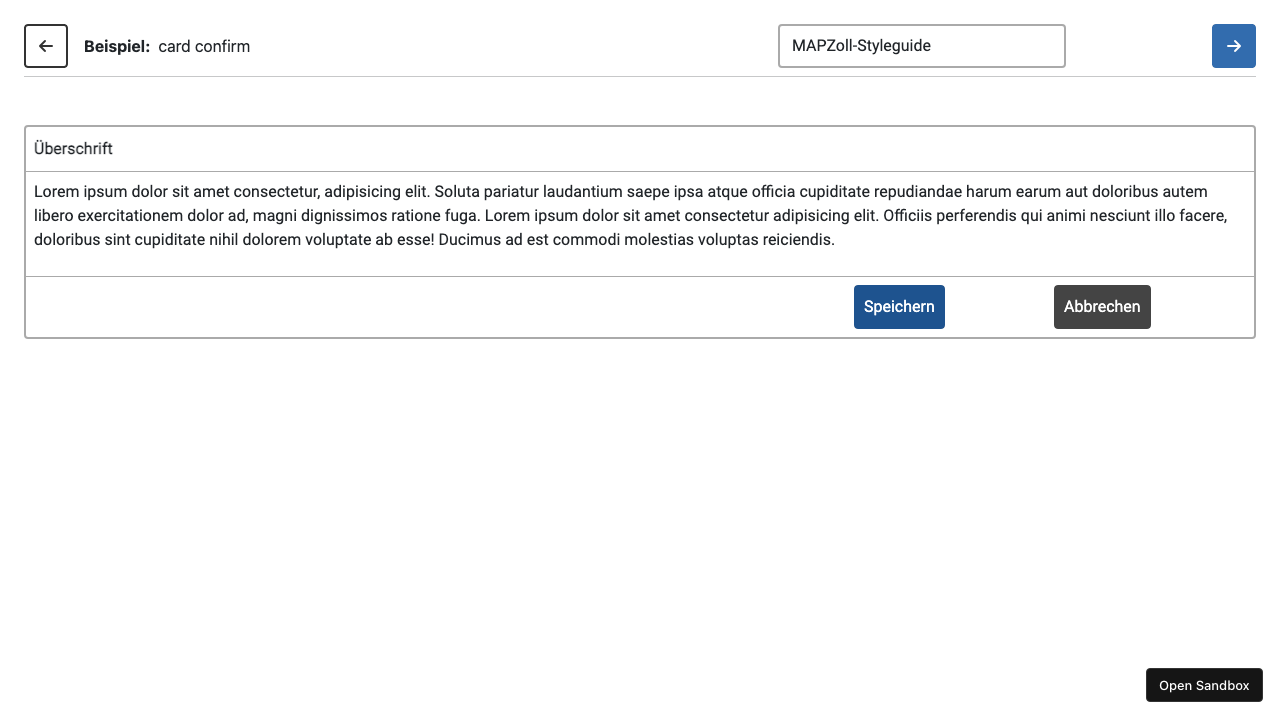 Beispiel: card confirm
MAPZoll-Styleguide
Überschrift
Lorem ipsum dolor sit amet consectetur, adipisicing elit. Soluta pariatur laudantium saepe ipsa atque officia cupiditate repudiandae harum earum aut doloribus autem
libero exercitationem dolor ad, magni dignissimos ratione fuga. Lorem ipsum dolor sit amet consectetur adipisicing elit. Officiis perferendis qui animi nesciunt illo facere,
doloribus sint cupiditate nihil dolorem voluptate ab esse! Ducimus ad est commodi molestias voluptas reiciendis.
Speichern
Abbrechen
Open Sandbox